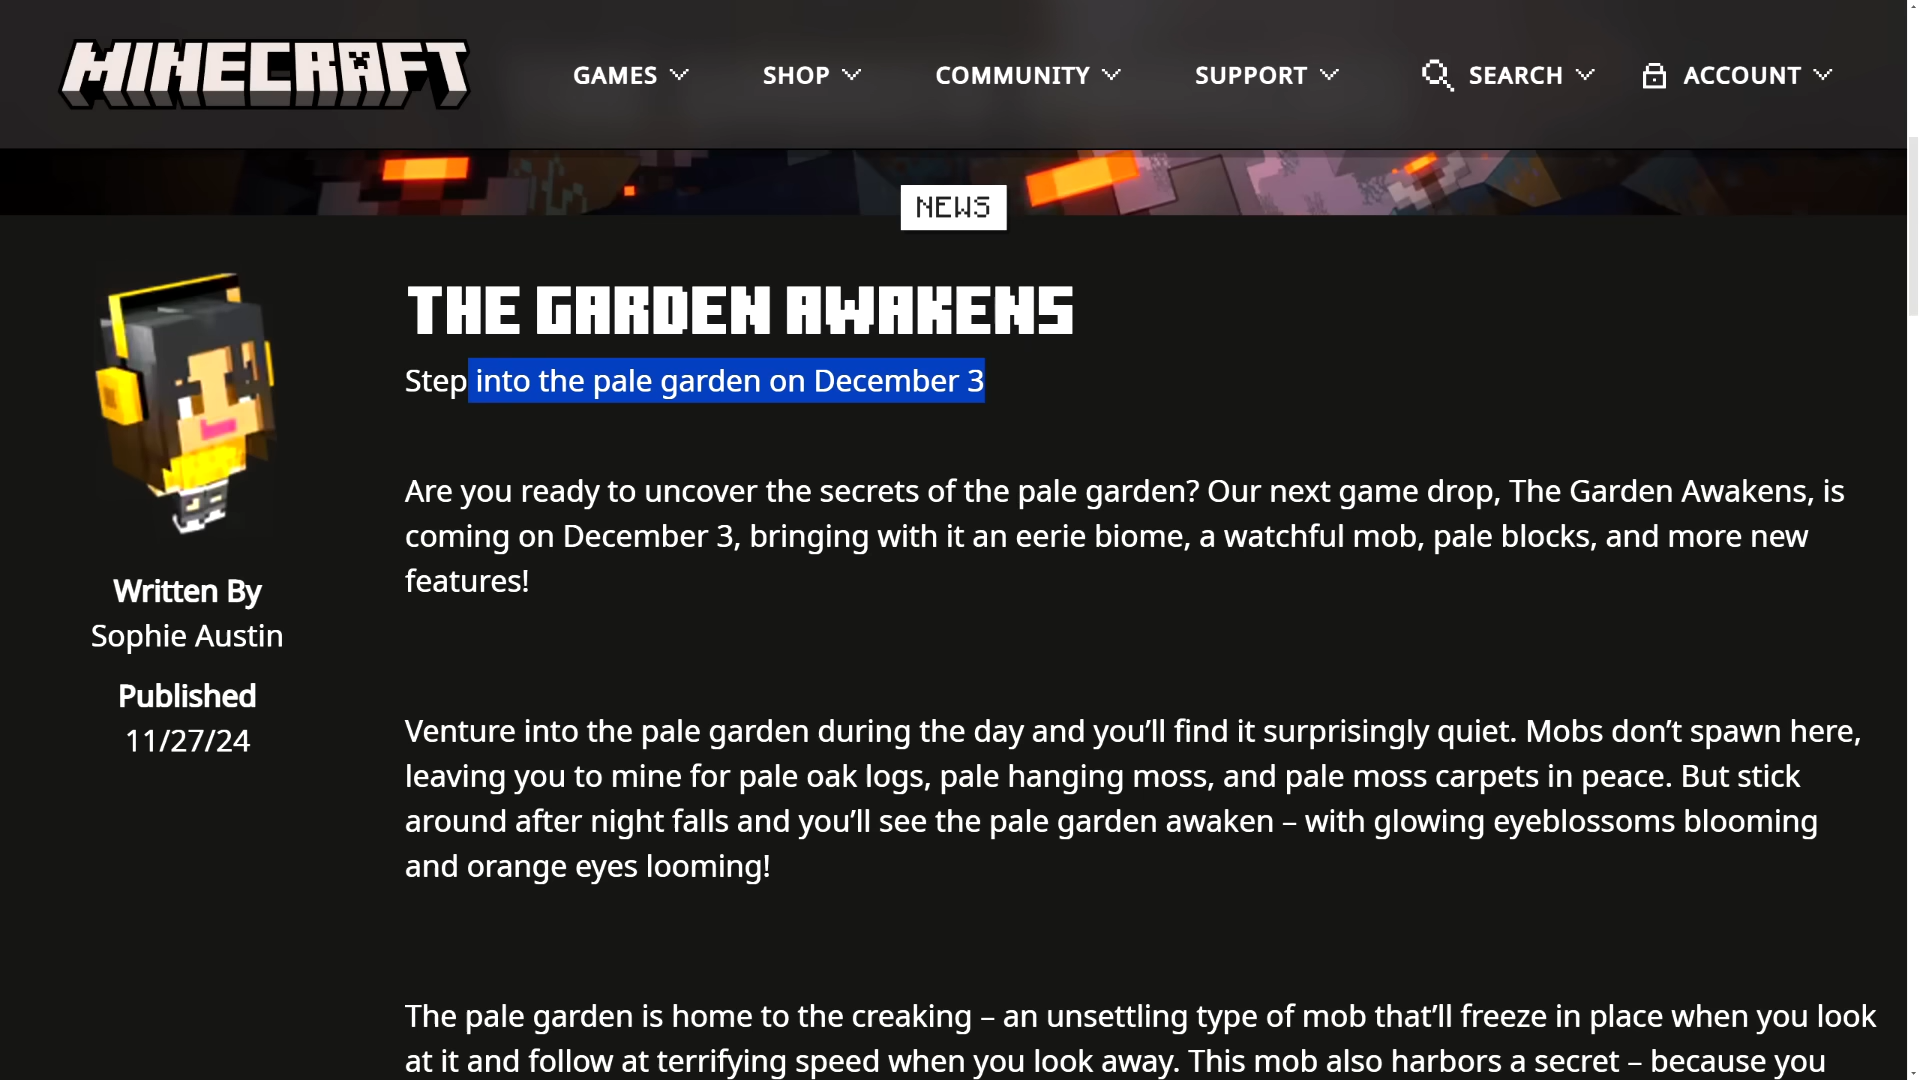 MINECRAFT
GAMES
SHOP
COMMUNITY
SUPPORT
SEARCH
ACCOUNT
NEWS
THE GARDEN AWAKENS
Step into the pale garden on December 3
Written By
Sophie Austin
Published
11/27/24
Are you ready to uncover the secrets of the pale garden? Our next game drop, The Garden Awakens, is
coming on December 3, bringing with it an eerie biome, a watchful mob, pale blocks, and more new
features!
Venture into the pale garden during the day and you’ll find it surprisingly quiet. Mobs don’t spawn here,
leaving you to mine for pale oak logs, pale hanging moss, and pale moss carpets in peace. But stick
around after night falls and you’ll see the pale garden awaken – with glowing eyeblossoms blooming
and orange eyes looming!
The pale garden is home to the creaking – an unsettling type of mob that’ll freeze in place when you look
at it and follow at terrifying speed when you look away. This mob also harbors a secret – because you